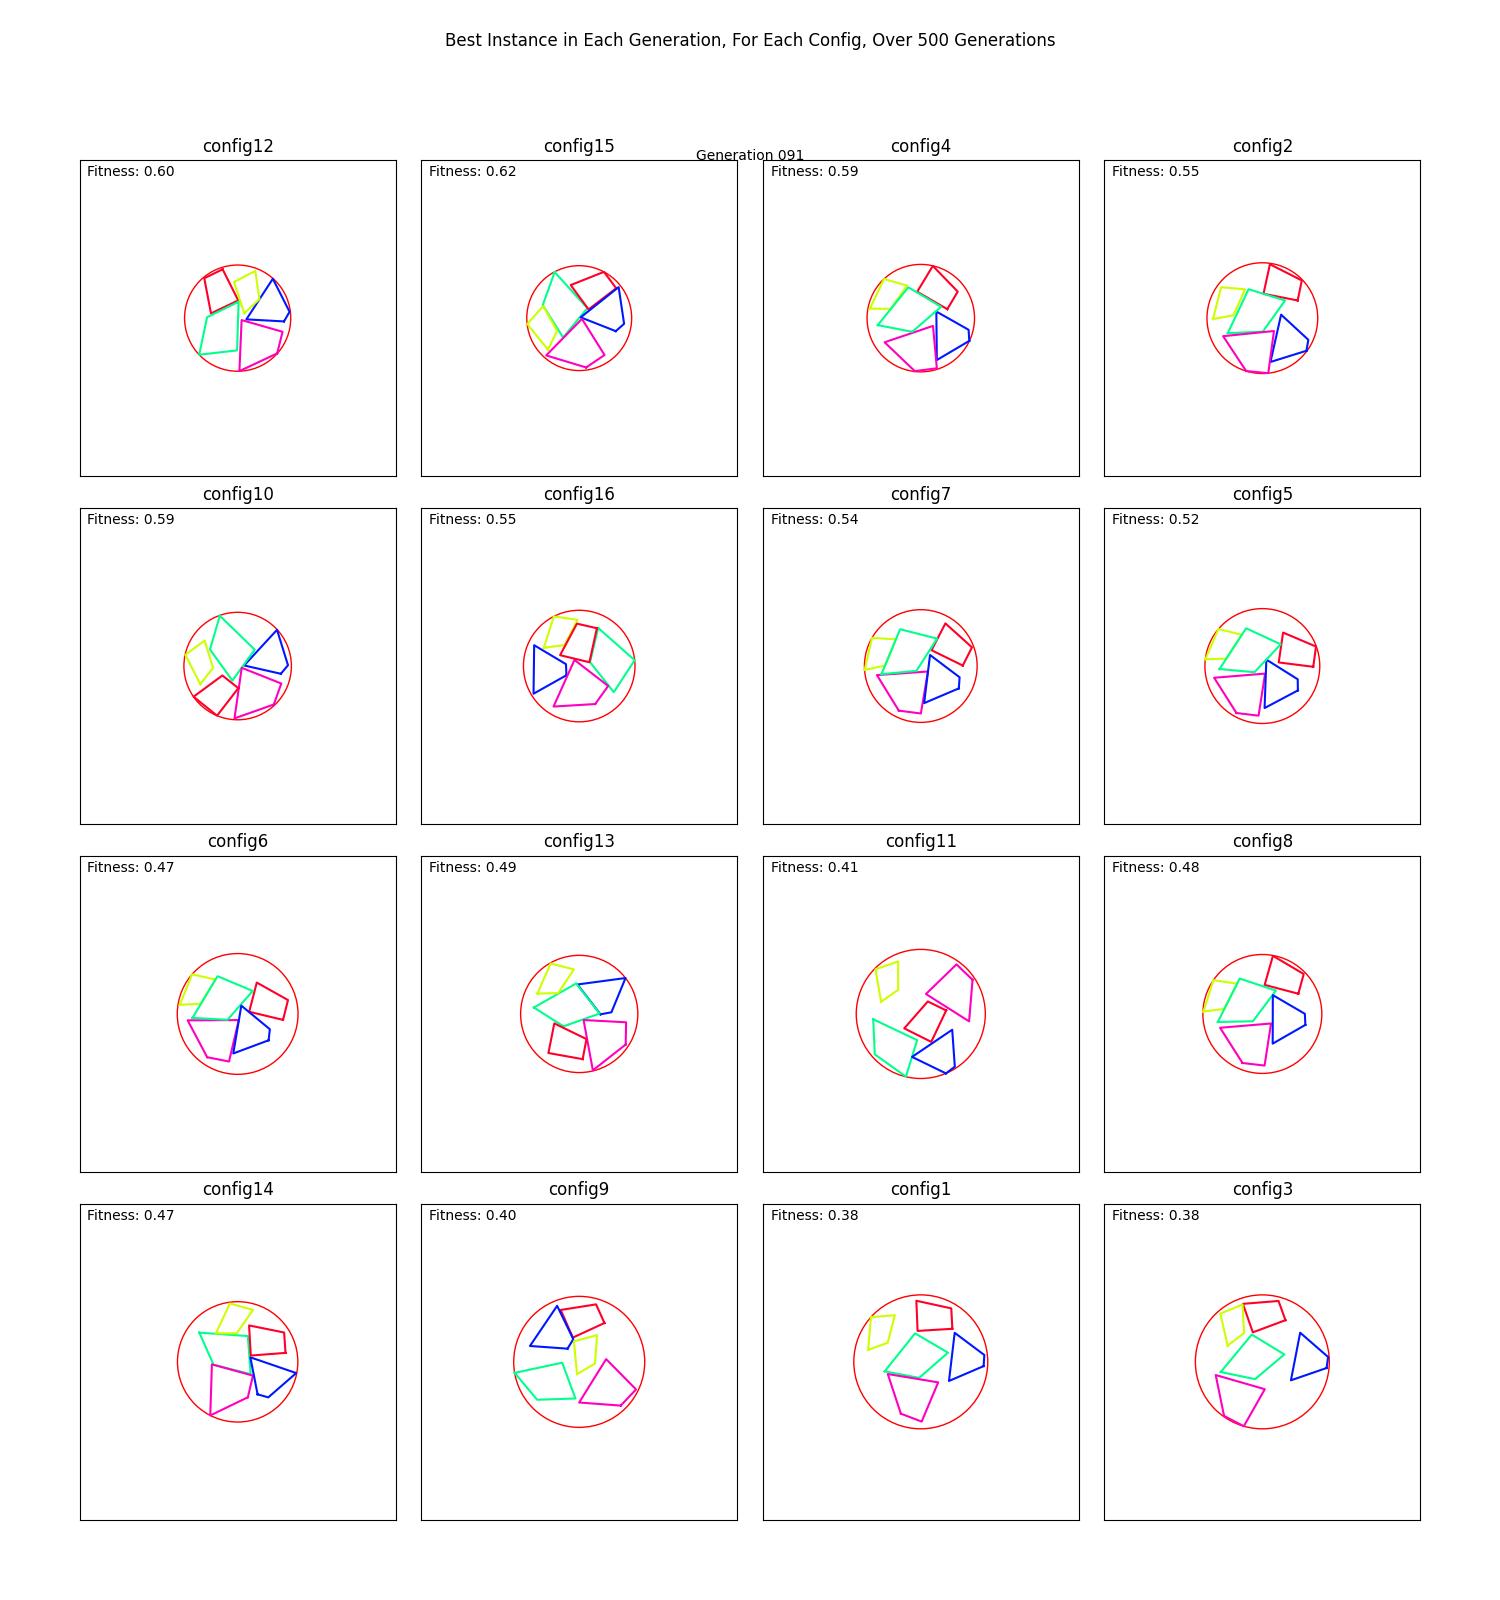 Best Instance in Each Generation, For Each Config, Over 500 Generations
config12
config15
config4
config2
Generation 091
Fitness: 0.60
Fitness: 0.62
Fitness: 0.59
Fitness: 0.55
config10
config16
config7
config5
Fitness: 0.59
Fitness: 0.55
Fitness: 0.54
Fitness: 0.52
config6
config13
config11
config8
Fitness: 0.47
Fitness: 0.49
Fitness: 0.41
Fitness: 0.48
config14
config9
config1
config3
Fitness: 0.47
Fitness: 0.40
Fitness: 0.38
Fitness: 0.38